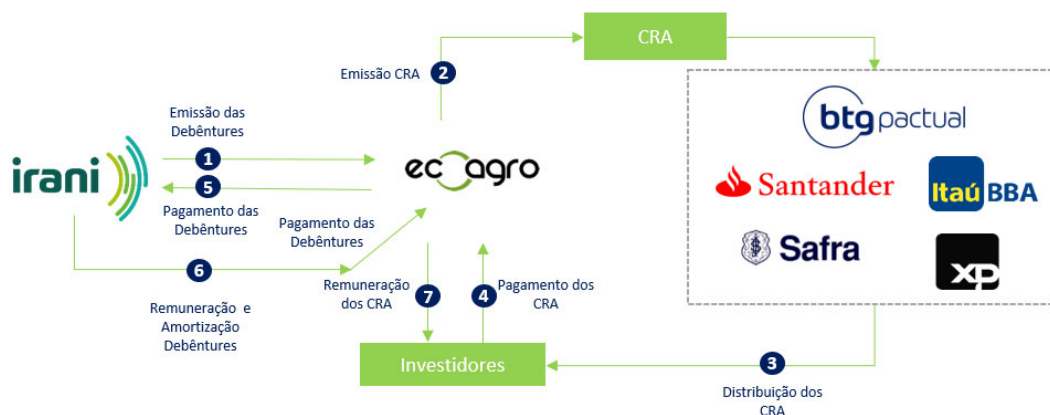 CRA
Emissão CRA
2
btgpactual
Emissão das
Debêntures
1
irani
ecoagro
Santander
Itaú BBA
5
Pagamento das
Debêntures
Pagamento das
Debêntures
Safra
XP
6
Remuneração
dos CRA
7
4
Pagamento dos
CRA
Remuneração e
Amortização
Debêntures
Investidores
3
Distribuição dos
CRA